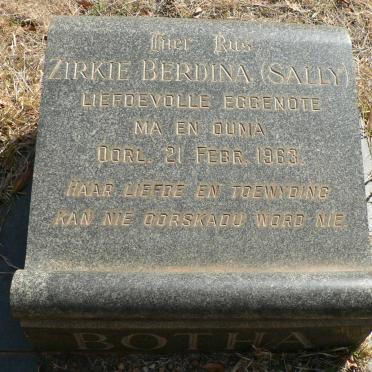 Hier Rus
ZIRKIE BERDINA (SALLY)
LIEFDEVOLLE EGGENOTE
MA EN OUMA
OORL. 21 FEBR. 1963.
HAAR LIEFDE EN TOEWYDING
KAN NIE OORSKADU WORD NIE.
BOTHA